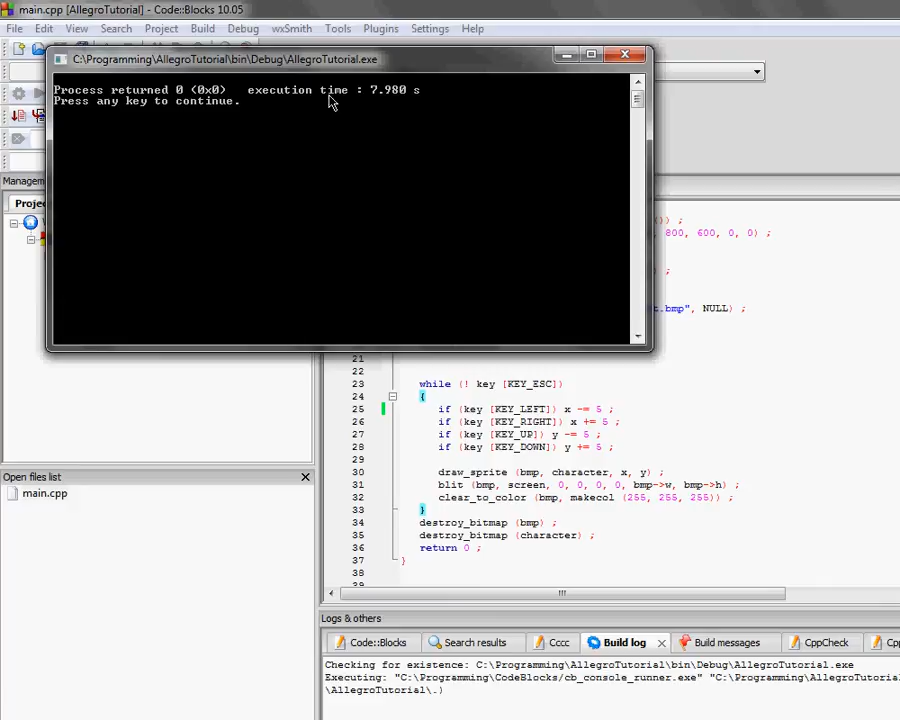 main.cpp [AllegroTutorial] - Code::Blocks 10.05
File Edit View Search Project Build Debug wxSmith Tools Plugins Settings Help
C:\Programming\AllegroTutorial\bin\Debug\AllegroTutorial.exe
Process returned 0 (0x0) execution time : 7.980 s
Press any key to continue.
Projec
()) ;
, 800, 600, 0, 0) ;
) ;
.bmp", NULL) ;
21
22
23 while (! key [KEY_ESC])
24 {
25 if (key [KEY_LEFT]) x -= 5 ;
26 if (key [KEY_RIGHT]) x += 5 ;
27 if (key [KEY_UP]) y -= 5 ;
28 if (key [KEY_DOWN]) y += 5 ;
29
30 draw_sprite (bmp, character, x, y) ;
31 blit (bmp, screen, 0, 0, 0, 0, bmp->w, bmp->h) ;
32 clear_to_color (bmp, makecol (255, 255, 255)) ;
33 }
34 destroy_bitmap (bmp) ;
35 destroy_bitmap (character) ;
36 return 0 ;
37 }
38
Managem
Open files list
main.cpp
Logs & others
Code::Blocks Search results Cccc Build log Build messages CppCheck Cp
Checking for existence: C:\Programming\AllegroTutorial\bin\Debug\AllegroTutorial.exe
Executing: "C:\Programming\CodeBlocks/cb_console_runner.exe" "C:\Programming\AllegroTutorial
\AllegroTutorial\.)